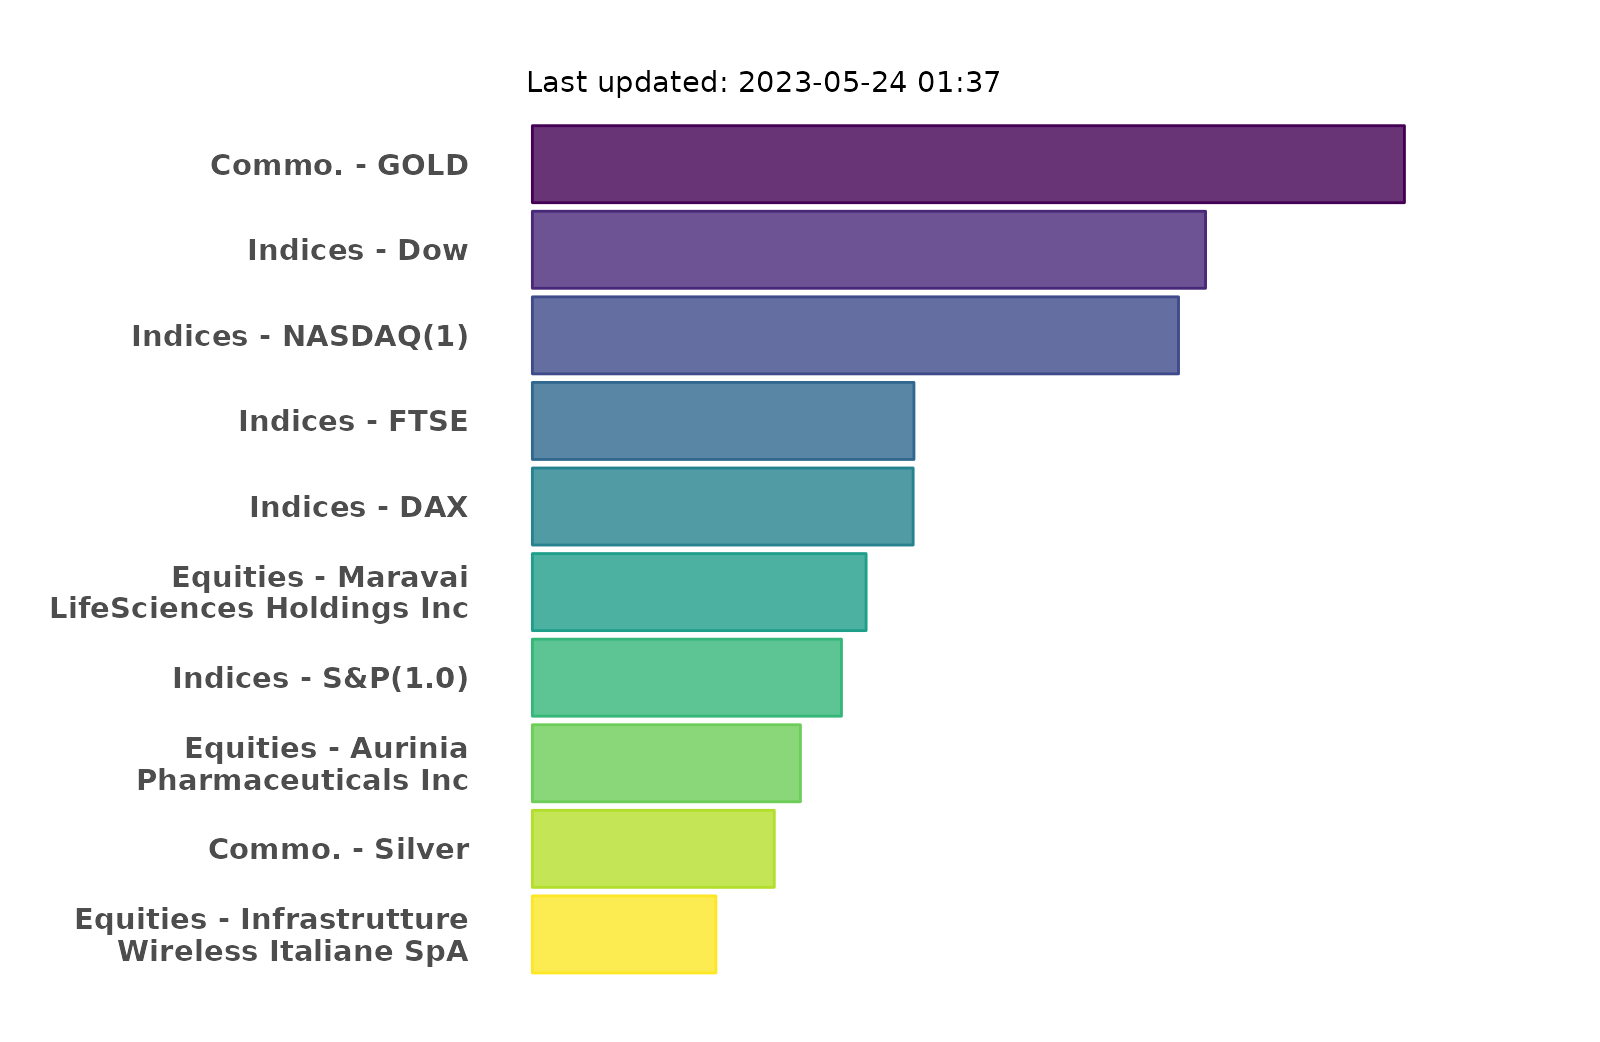 Last updated: 2023-05-24 01:37
Commo. - GOLD
Indices - Dow
Indices - NASDAQ(1)
Indices - FTSE
Indices - DAX
Equities - Maravai
LifeSciences Holdings Inc
Indices - S&P(1.0)
Equities - Aurinia
Pharmaceuticals Inc
Commo. - Silver
Equities - Infrastrutture
Wireless Italiane SpA